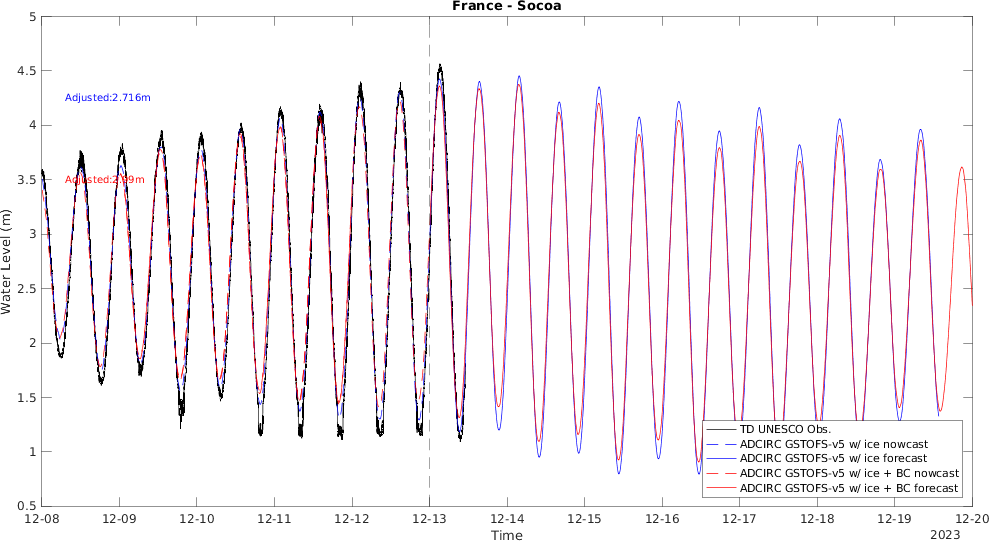 France - Socoa
5
4.5
4
3.5
3
2.5
2
1.5
1
0.5
Water Level (m)
Adjusted:2.716m
TD UNESCO Obs.
ADCIRC GSTOFS-v5 w/ ice nowcast
ADCIRC GSTOFS-v5 w/ ice forecast
ADCIRC GSTOFS-v5 w/ ice + BC nowcast
ADCIRC GSTOFS-v5 w/ ice + BC forecast
12-08 12-09 12-10 12-11 12-12 12-13 12-14 12-15 12-16 12-17 12-18 12-19 12-20
Time
2023